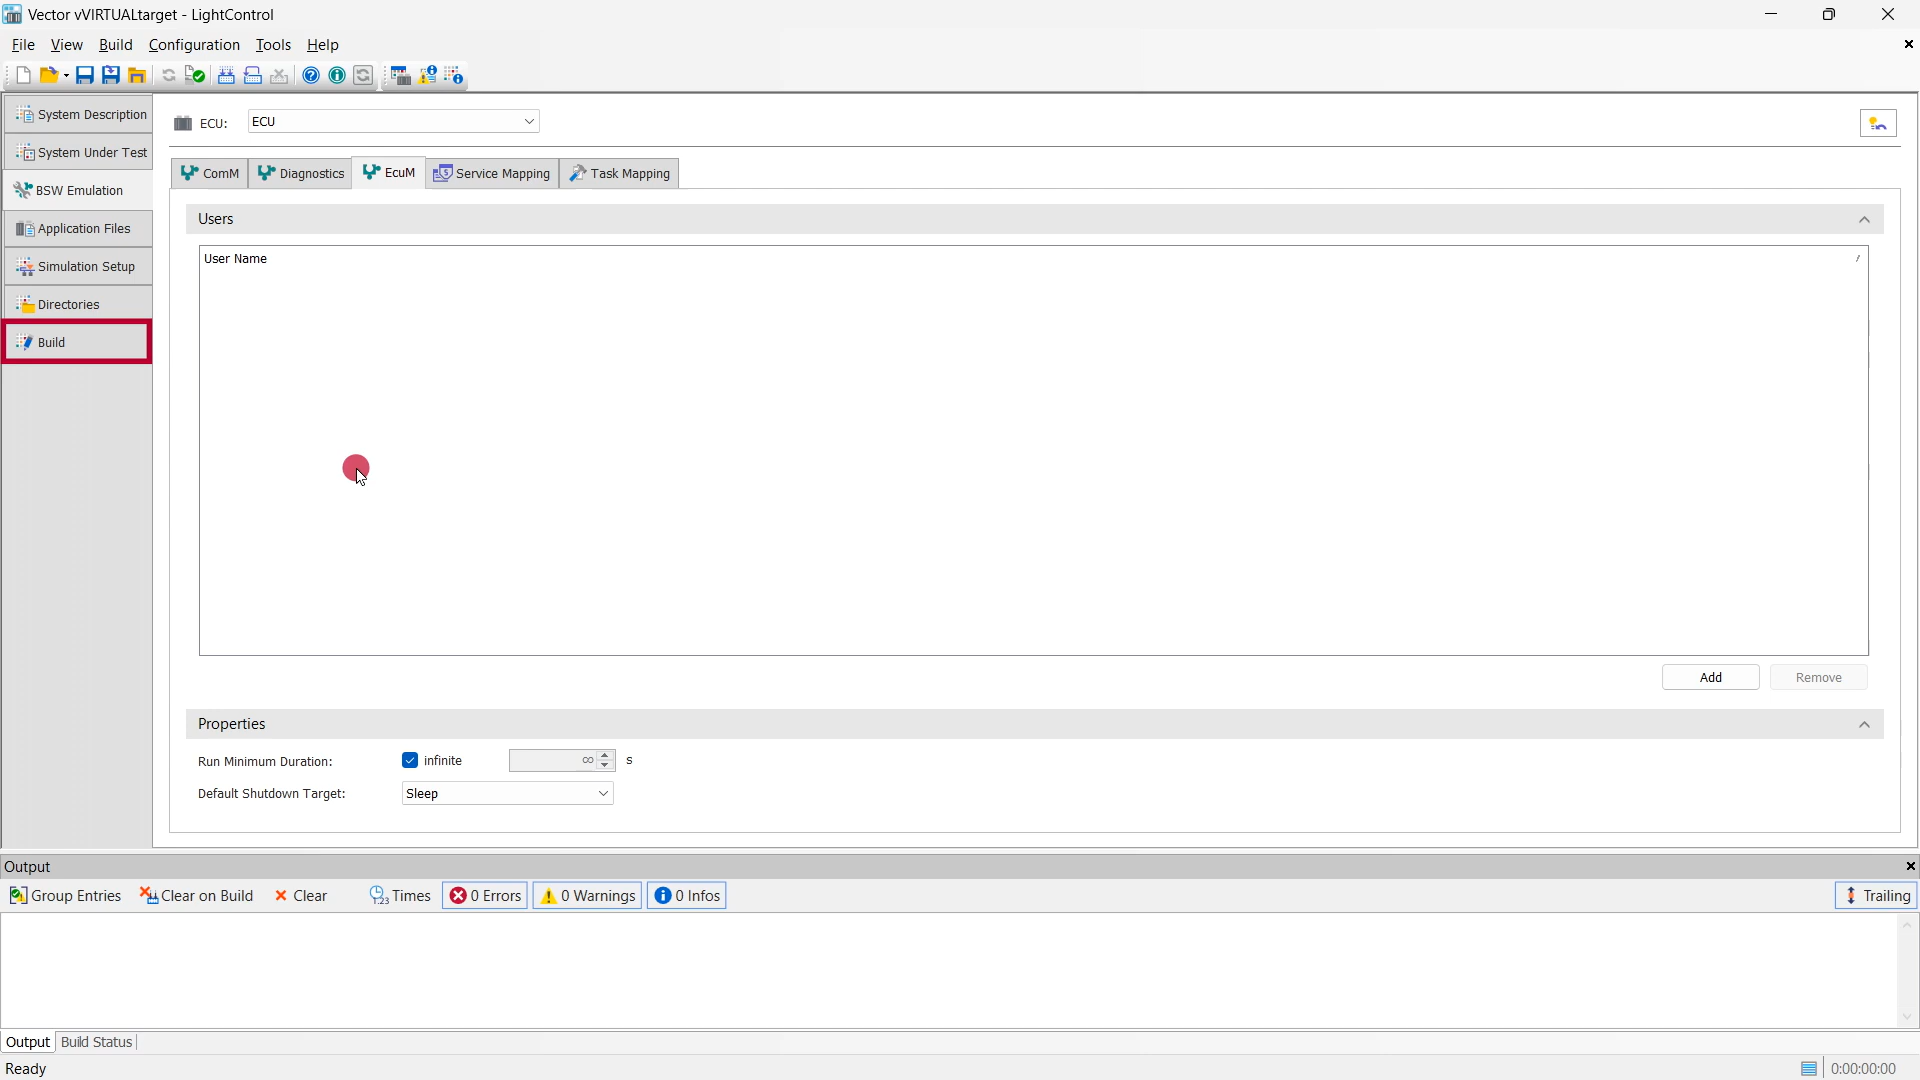 Vector vVIRTUALtarget - LightControl
File View Build Configuration Tools Help
System Description
System Under Test
BSW Emulation
Application Files
Simulation Setup
Directories
Build
ECU: ECU
ComM Diagnostics EcuM Service Mapping Task Mapping
Users
User Name
Add Remove
Properties
Run Minimum Duration: infinite ∞ s
Default Shutdown Target: Sleep
Output
Group Entries Clear on Build Clear Times 0 Errors 0 Warnings 0 Infos Trailing
Output Build Status
Ready 0:00:00:00